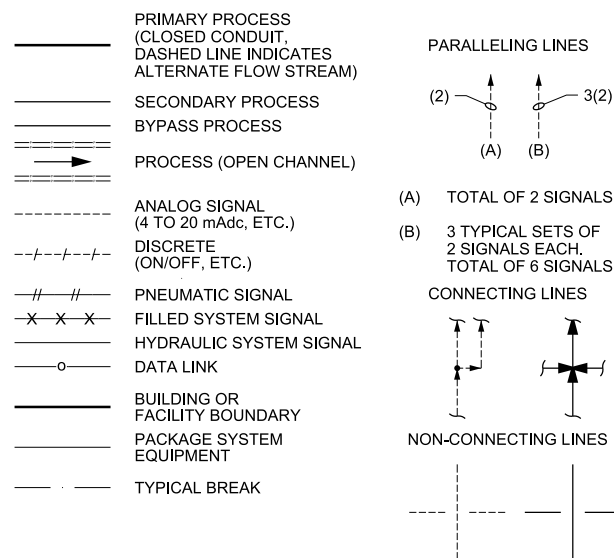 PRIMARY PROCESS
(CLOSED CONDUIT,
DASHED LINE INDICATES
ALTERNATE FLOW STREAM)
SECONDARY PROCESS
BYPASS PROCESS
PROCESS (OPEN CHANNEL)
ANALOG SIGNAL
(4 TO 20 mAdc, ETC.)
DISCRETE
(ON/OFF, ETC.)
PNEUMATIC SIGNAL
FILLED SYSTEM SIGNAL
HYDRAULIC SYSTEM SIGNAL
DATA LINK
BUILDING OR
FACILITY BOUNDARY
PACKAGE SYSTEM
EQUIPMENT
TYPICAL BREAK
PARALLELING LINES
(2)
3(2)
(A)
(B)
(A) TOTAL OF 2 SIGNALS
(B) 3 TYPICAL SETS OF
2 SIGNALS EACH.
TOTAL OF 6 SIGNALS
CONNECTING LINES
NON-CONNECTING LINES